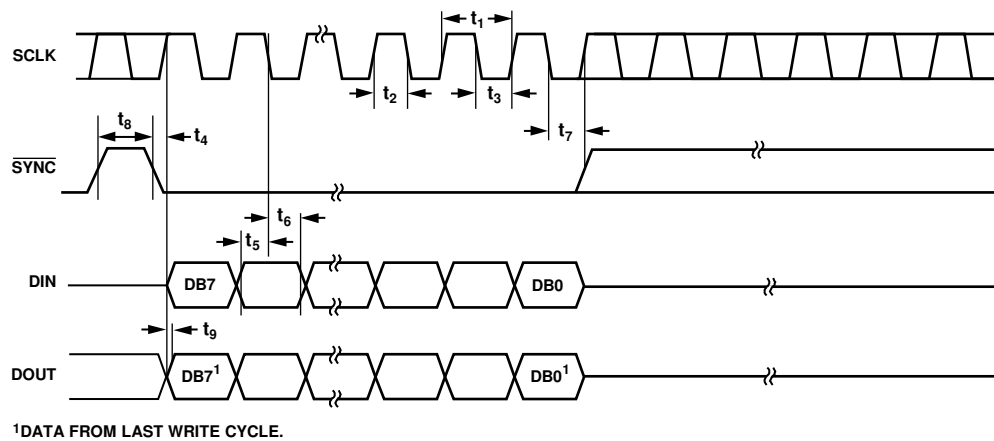 t1
SCLK
t2
t3
t8
t4
t7
SYNC
t6
t5
DIN
DB7
DB0
t9
DOUT
DB7¹
DB0¹
¹DATA FROM LAST WRITE CYCLE.